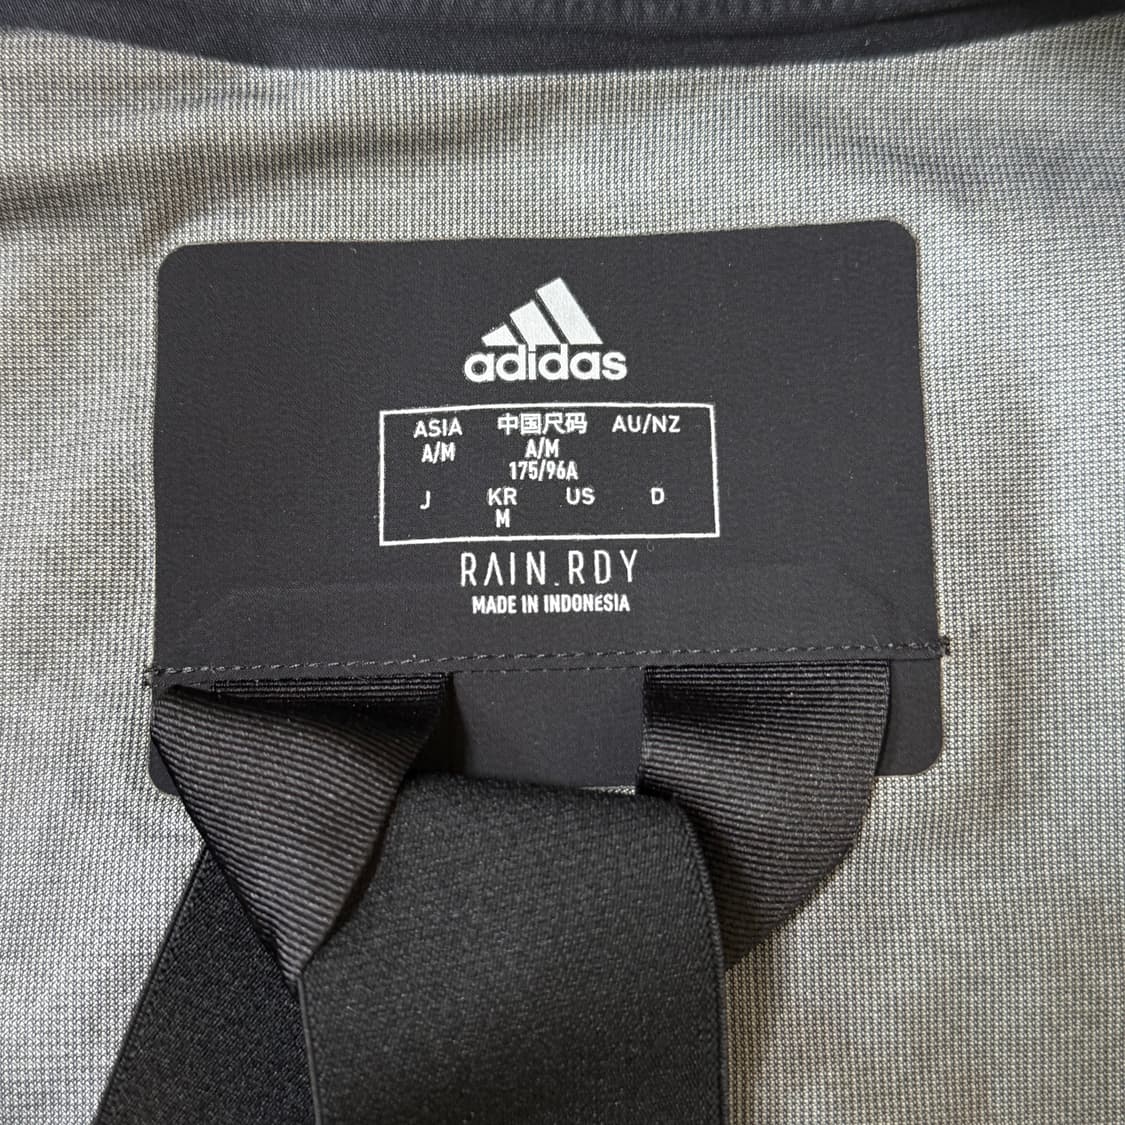 adidas
ASIA 中国尺码 AU/NZ
A/M A/M
175/96A
J KR US D
M
RAIN.RDY
MADE IN INDONESIA